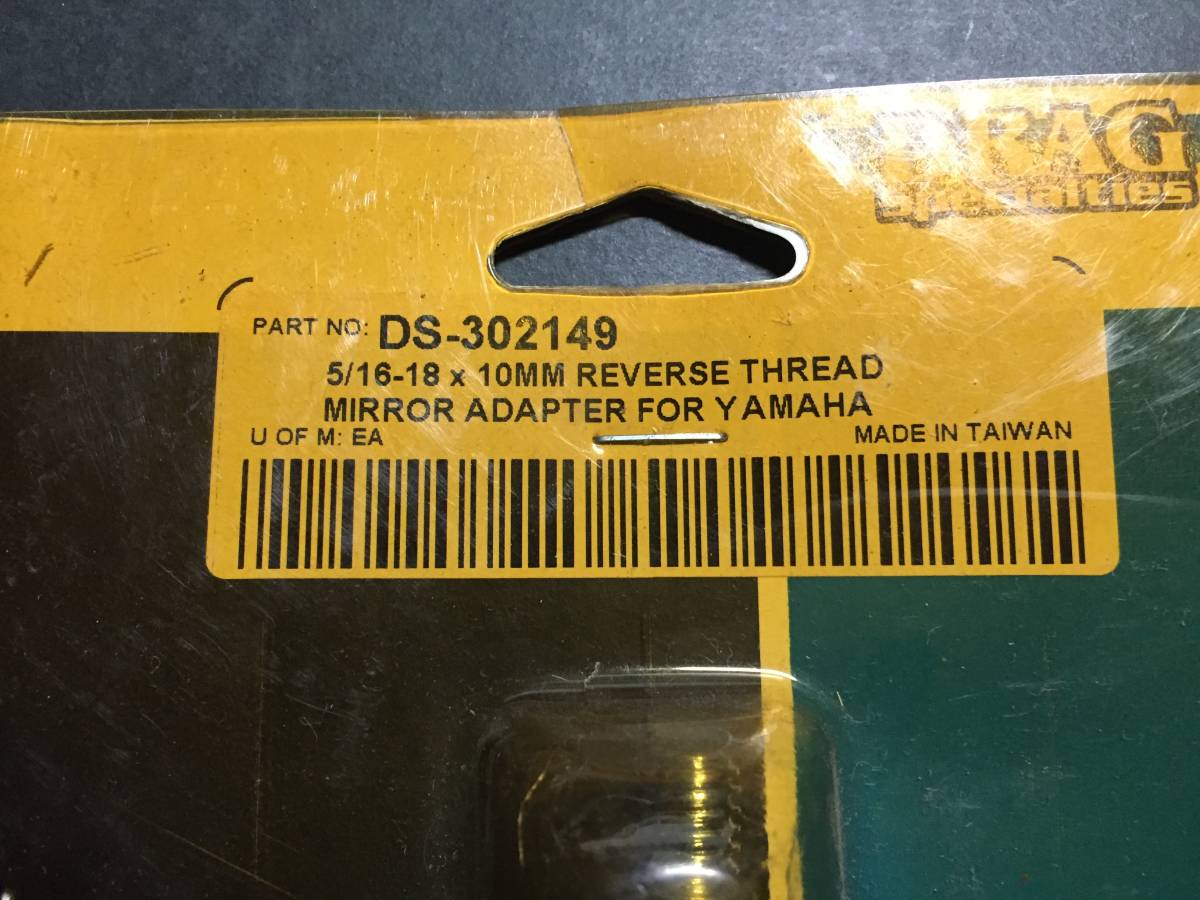 DRAG
Specialties
PART NO: DS-302149
5/16-18 x 10MM REVERSE THREAD
MIRROR ADAPTER FOR YAMAHA
U OF M: EA
MADE IN TAIWAN